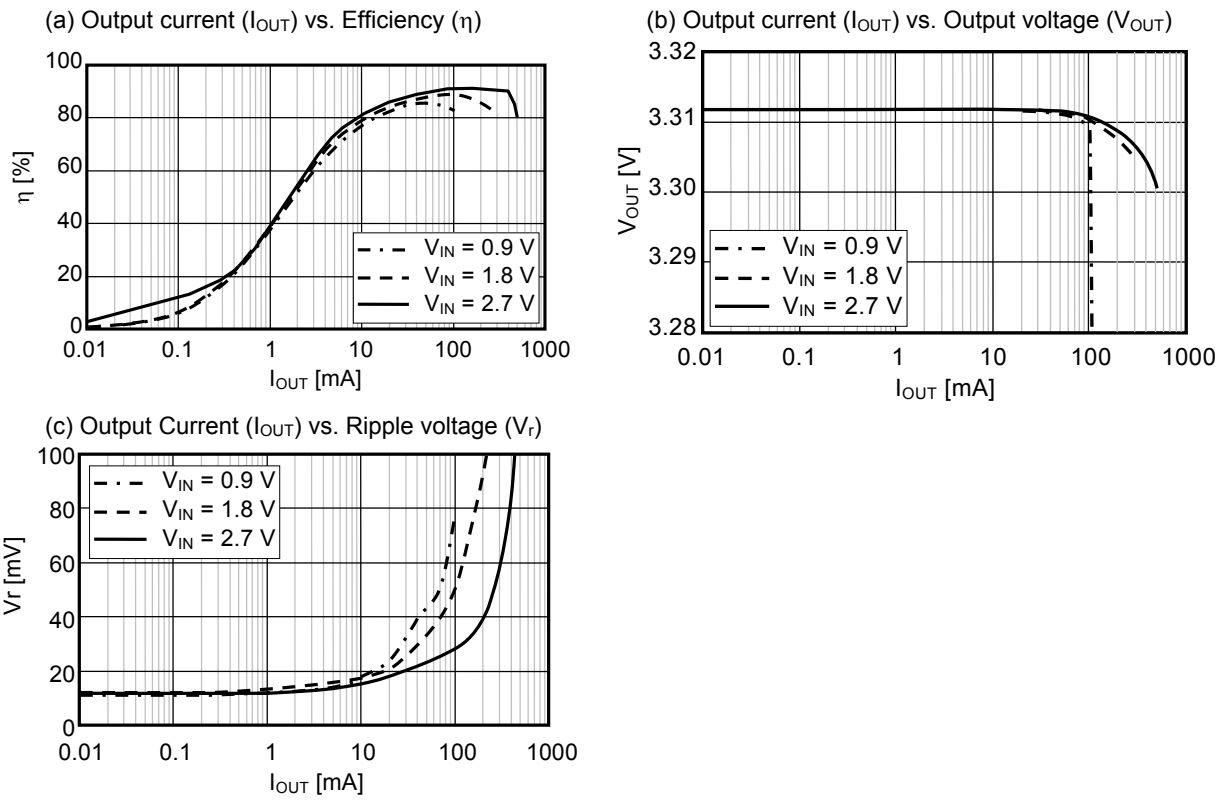 (a) Output current (IOUT) vs. Efficiency (η)
100
80
60
40
20
0
η [%]
0.01 0.1 1 10 100 1000
IOUT [mA]
VIN = 0.9 V
VIN = 1.8 V
VIN = 2.7 V
(b) Output current (IOUT) vs. Output voltage (VOUT)
3.32
3.31
3.30
3.29
3.28
VOUT [V]
0.01 0.1 1 10 100 1000
IOUT [mA]
VIN = 0.9 V
VIN = 1.8 V
VIN = 2.7 V
(c) Output Current (IOUT) vs. Ripple voltage (Vr)
100
80
60
40
20
0
Vr [mV]
0.01 0.1 1 10 100 1000
IOUT [mA]
VIN = 0.9 V
VIN = 1.8 V
VIN = 2.7 V